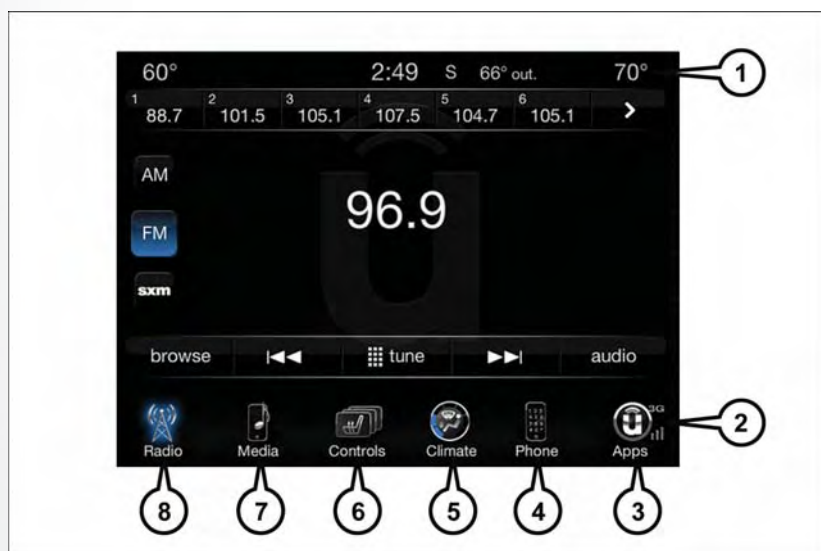 60° 2:49 S 66° out. 70° 1
1 2 3 4 5 6
88.7 101.5 105.1 107.5 104.7 105.1
AM
96.9
FM
sxm
browse tune audio
3G 2
Radio Media Controls Climate Phone Apps
8 7 6 5 4 3